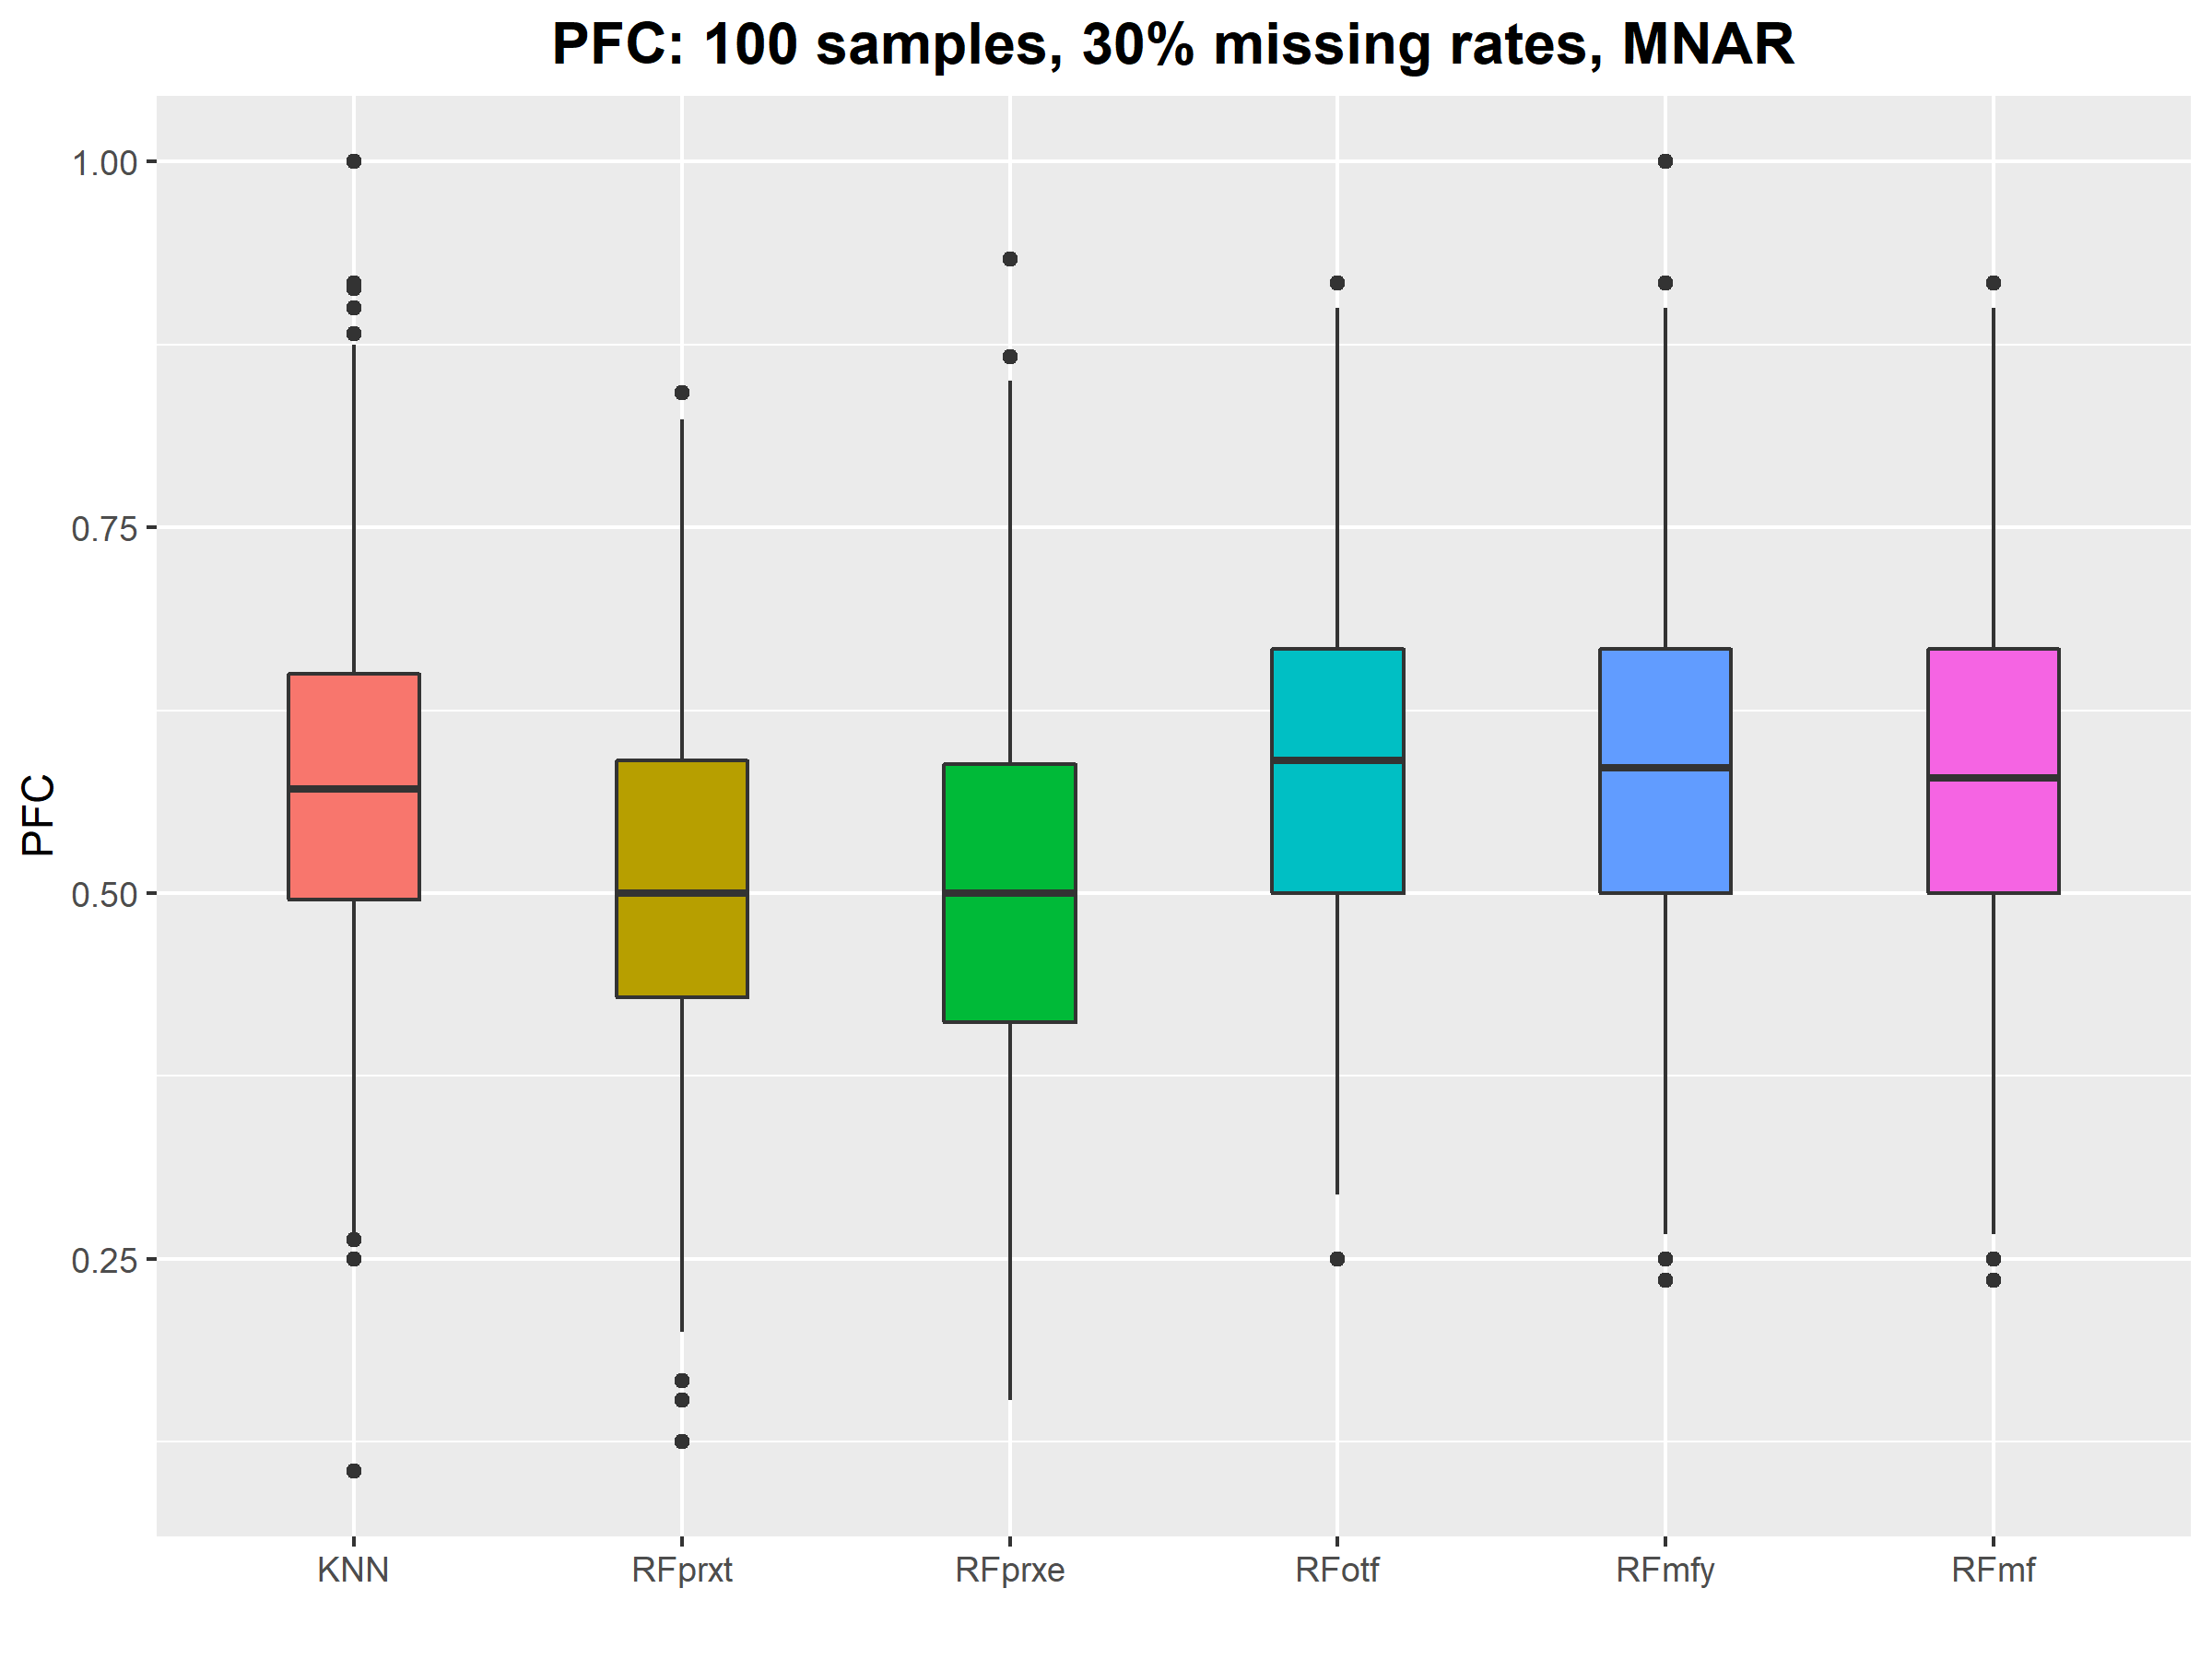 PFC: 100 samples, 30% missing rates, MNAR
1.00
0.75
0.50
0.25
PFC
KNN RFprxt RFprxe RFotf RFmfy RFmf